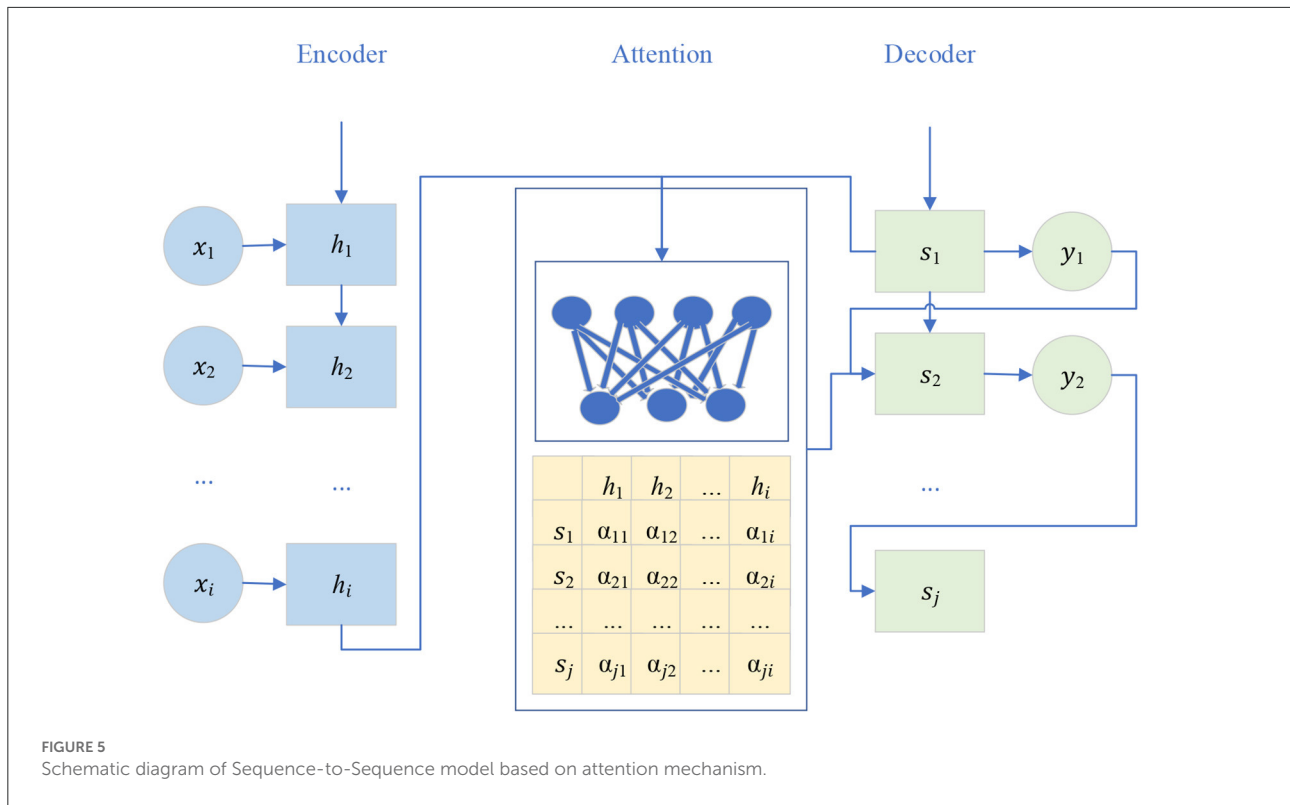 Encoder Attention Decoder
x₁ h₁ s₁ y₁
x₂ h₂ s₂ y₂
... ... ...
xᵢ hᵢ sⱼ
h₁ h₂ ... hᵢ
s₁ α₁₁ α₁₂ ... α₁ᵢ
s₂ α₂₁ α₂₂ ... α₂ᵢ
... ... ... ... ...
sⱼ αⱼ₁ αⱼ₂ ... αⱼᵢ
FIGURE 5
Schematic diagram of Sequence-to-Sequence model based on attention mechanism.